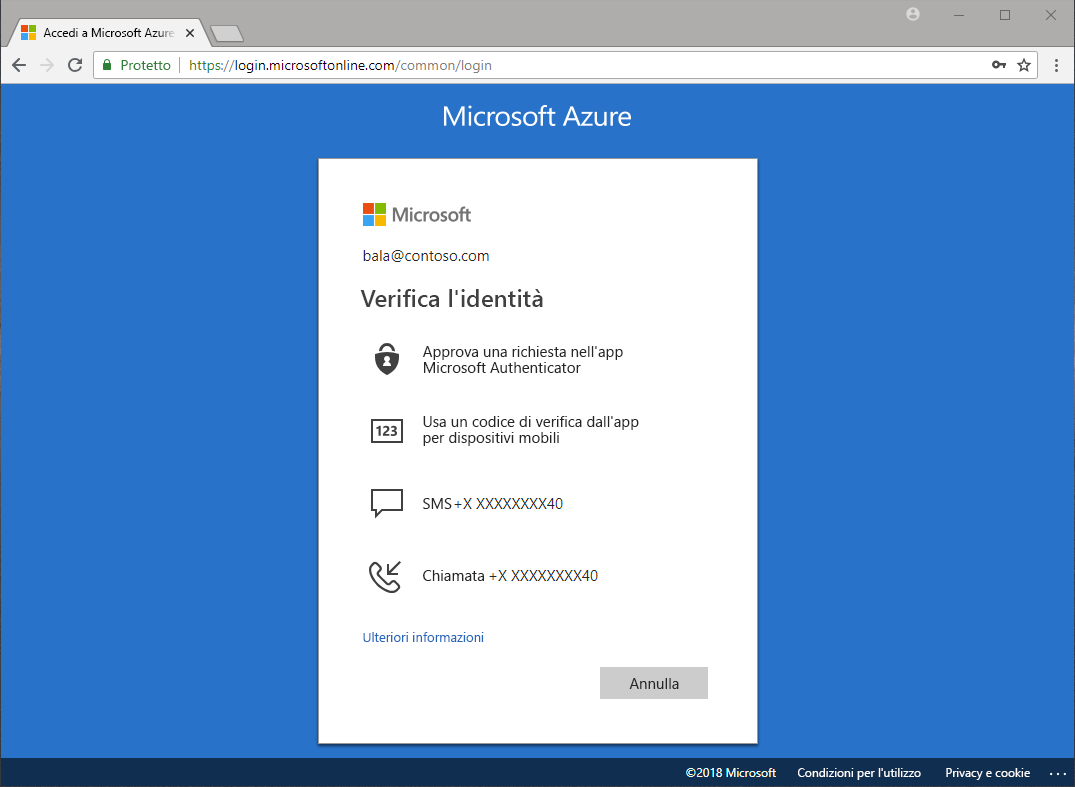 Accedi a Microsoft Azure
Protetto
https://login.microsoftonline.com/common/login
Microsoft Azure
Microsoft
bala@contoso.com
Verifica l'identità
Approva una richiesta nell'app
Microsoft Authenticator
123
Usa un codice di verifica dall'app
per dispositivi mobili
SMS+X XXXXXXXX40
Chiamata +X XXXXXXXX40
Ulteriori informazioni
Annulla
©2018 Microsoft Condizioni per l'utilizzo Privacy e cookie ...